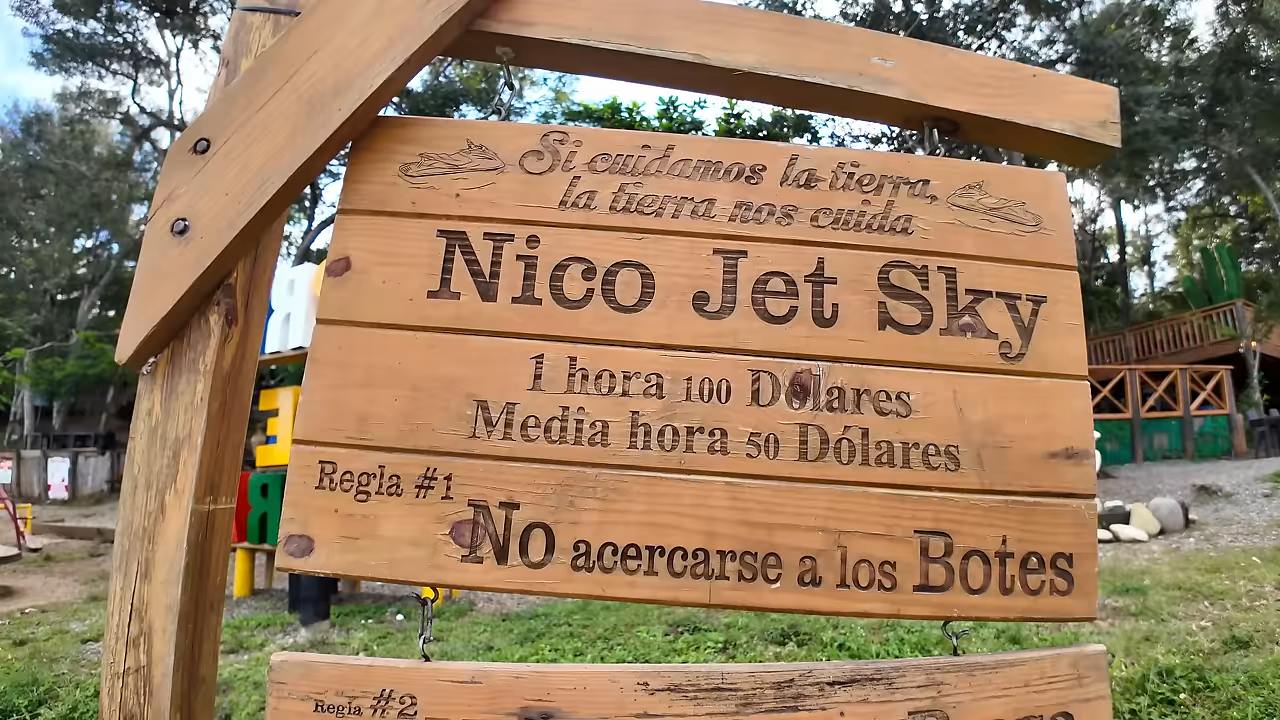 Si cuidamos la tierra,
la tierra nos cuida
Nico Jet Sky
1 hora 100 Dólares
Media hora 50 Dólares
Regla #1
No acercarse a los Botes
Regla #2